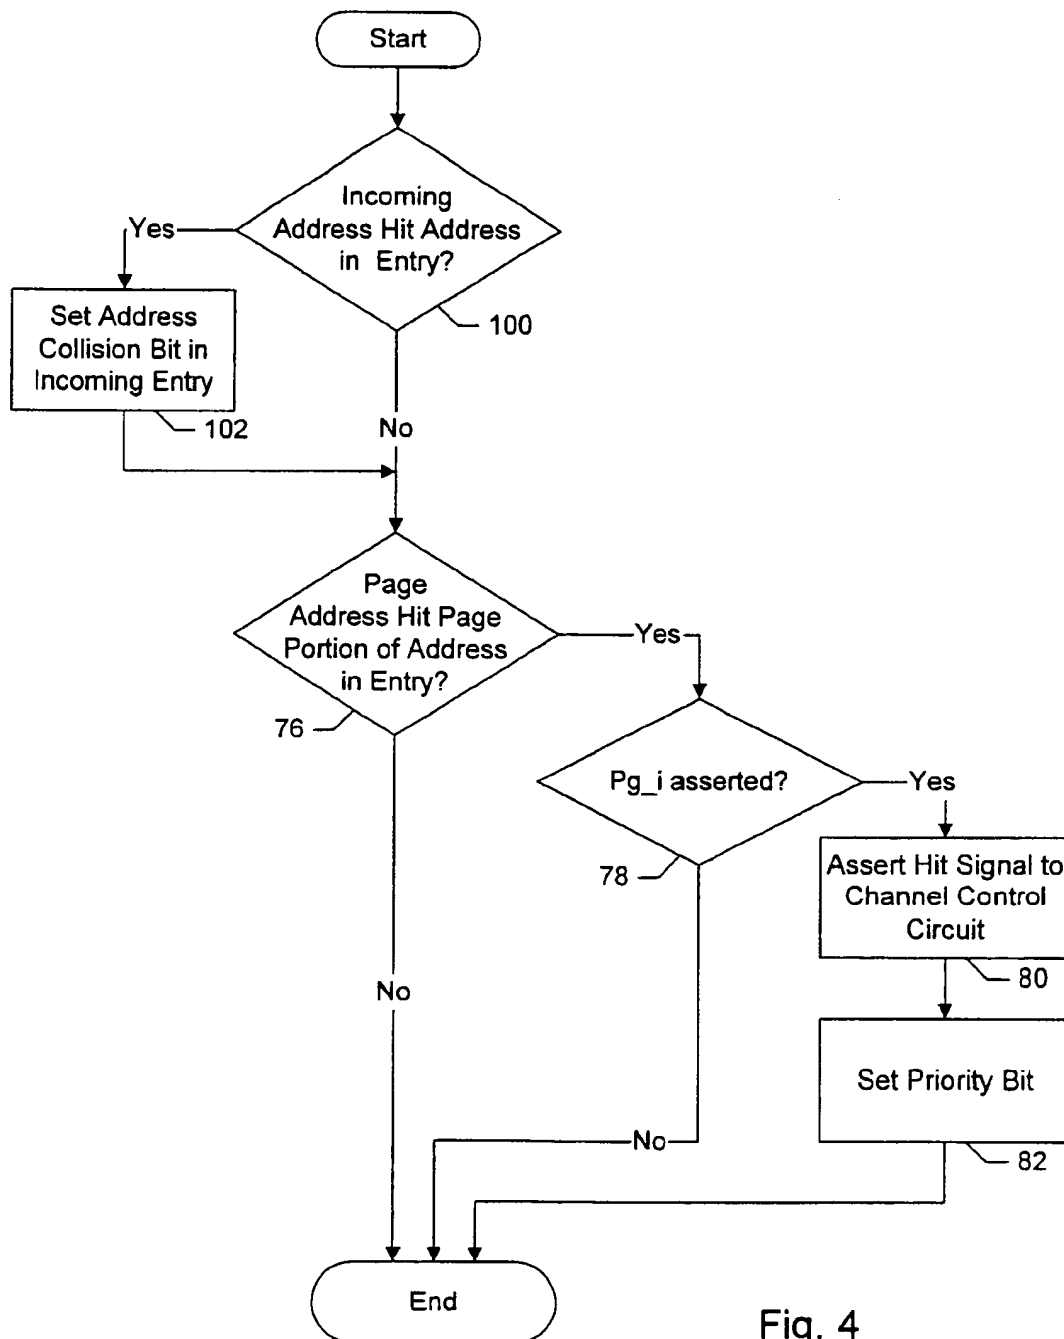 Start
Incoming
Address Hit Address
in Entry?
Yes
100
Set Address
Collision Bit in
Incoming Entry
102
No
Page
Address Hit Page
Portion of Address
in Entry?
Yes
76
Pg_i asserted?
Yes
78
Assert Hit Signal to
Channel Control
Circuit
80
No
Set Priority Bit
No
82
End
Fig. 4